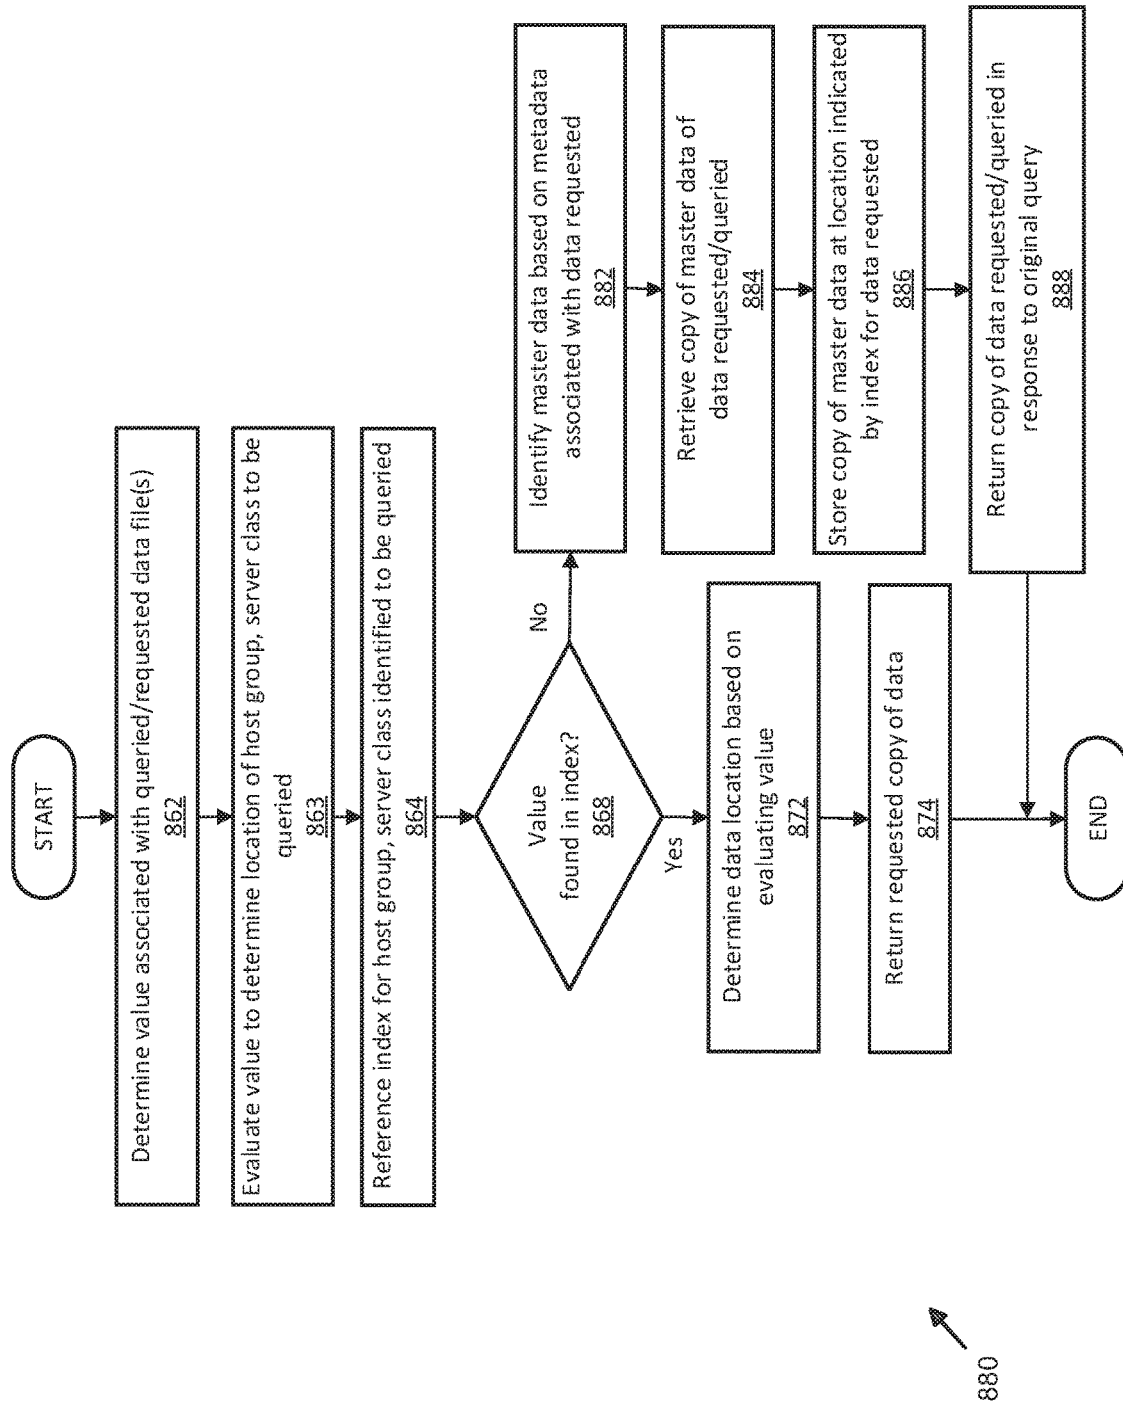 START
Determine value associated with queried/requested data file(s)
862
Evaluate value to determine location of host group, server class to be
queried
863
Reference index for host group, server class identified to be queried
864
Value
found in index?
868
No
Yes
Identify master data based on metadata
associated with data requested
882
Retrieve copy of master data of
data requested/queried
884
Store copy of master data at location indicated
by index for data requested
886
Return copy of data requested/queried in
response to original query
888
Determine data location based on
evaluating value
872
Return requested copy of data
874
END
880